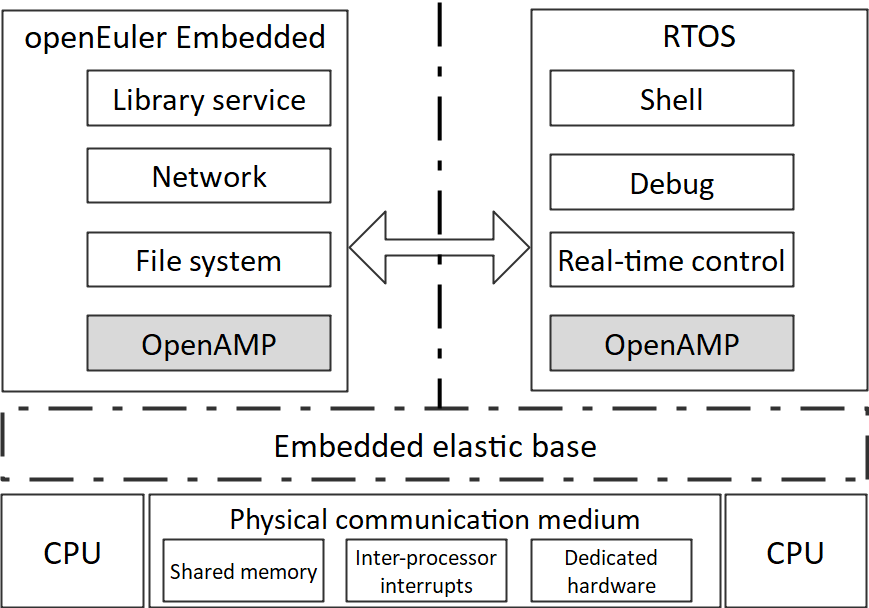 openEuler Embedded
Library service
Network
File system
OpenAMP
RTOS
Shell
Debug
Real-time control
OpenAMP
Embedded elastic base
CPU
Physical communication medium
Shared memory
Inter-processor
interrupts
Dedicated
hardware
CPU